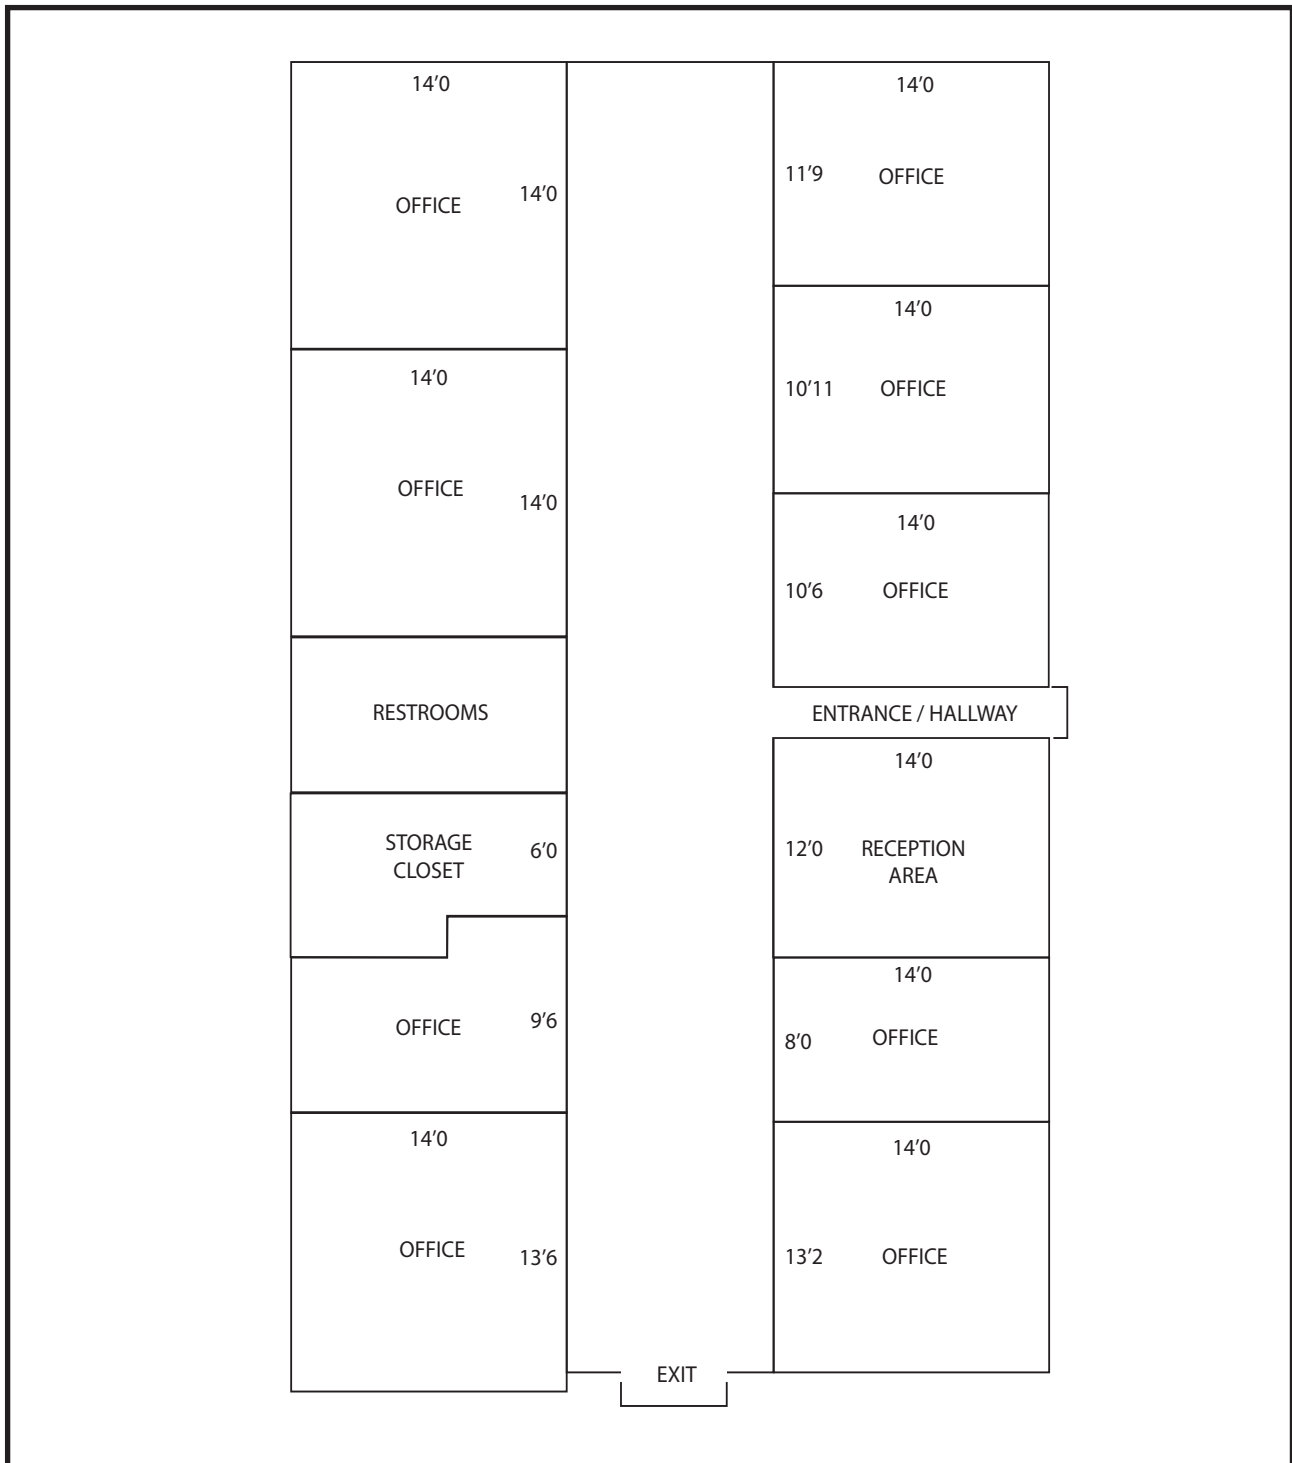 14’0
OFFICE
14’0
14’0
OFFICE
14’0
RESTROOMS
STORAGE
CLOSET
6’0
OFFICE
9’6
14’0
OFFICE
13’6
14’0
11’9
OFFICE
14’0
10’11
OFFICE
14’0
10’6
OFFICE
ENTRANCE / HALLWAY
14’0
12’0
RECEPTION
AREA
14’0
8’0
OFFICE
14’0
13’2
OFFICE
EXIT